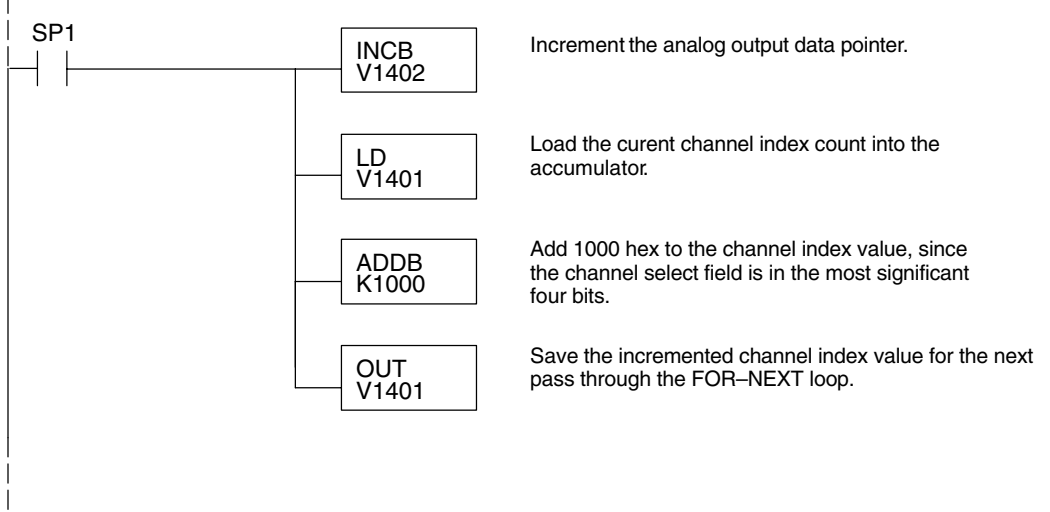 SP1
INCB
V1402
Increment the analog output data pointer.
LD
V1401
Load the curent channel index count into the
accumulator.
ADDB
K1000
Add 1000 hex to the channel index value, since
the channel select field is in the most significant
four bits.
OUT
V1401
Save the incremented channel index value for the next
pass through the FOR–NEXT loop.